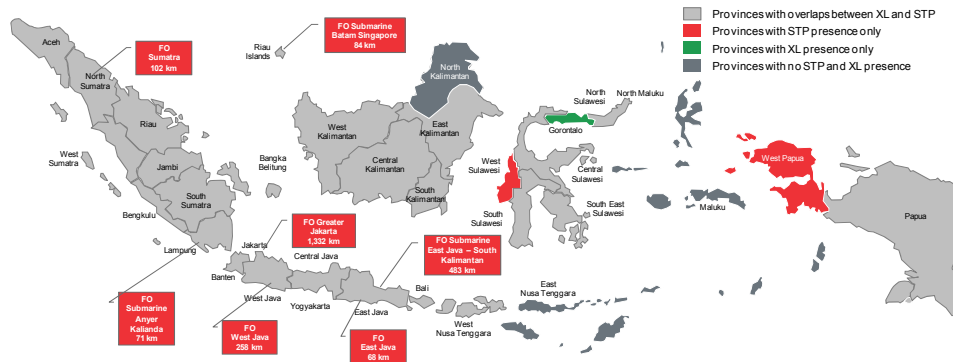 Provinces with overlaps between XL and STP
Provinces with STP presence only
Provinces with XL presence only
Provinces with no STP and XL presence
Aceh
FO
Sumatra
102 km
North
Sumatra
FO Submarine
Batam Singapore
84 km
Riau
Islands
Riau
West
Sumatra
Jambi
Bangka
Belitung
South
Sumatra
Bengkulu
Lampung
North
Kalimantan
West
Kalimantan
East
Kalimantan
Central
Kalimantan
South
Kalimantan
North
Sulawesi
North Maluku
Gorontalo
West
Sulawesi
Central
Sulawesi
South
Sulawesi
South East
Sulawesi
Maluku
West Papua
Papua
FO Greater
Jakarta
1,332 km
FO Submarine
East Java – South
Kalimantan
483 km
Jakarta
Central Java
Banten
West Java
Yogyakarta
East Java
Bali
West
Nusa Tenggara
East
Nusa Tenggara
FO
Submarine
Anyer
Kalianda
71 km
FO
West Java
258 km
FO
East Java
68 km